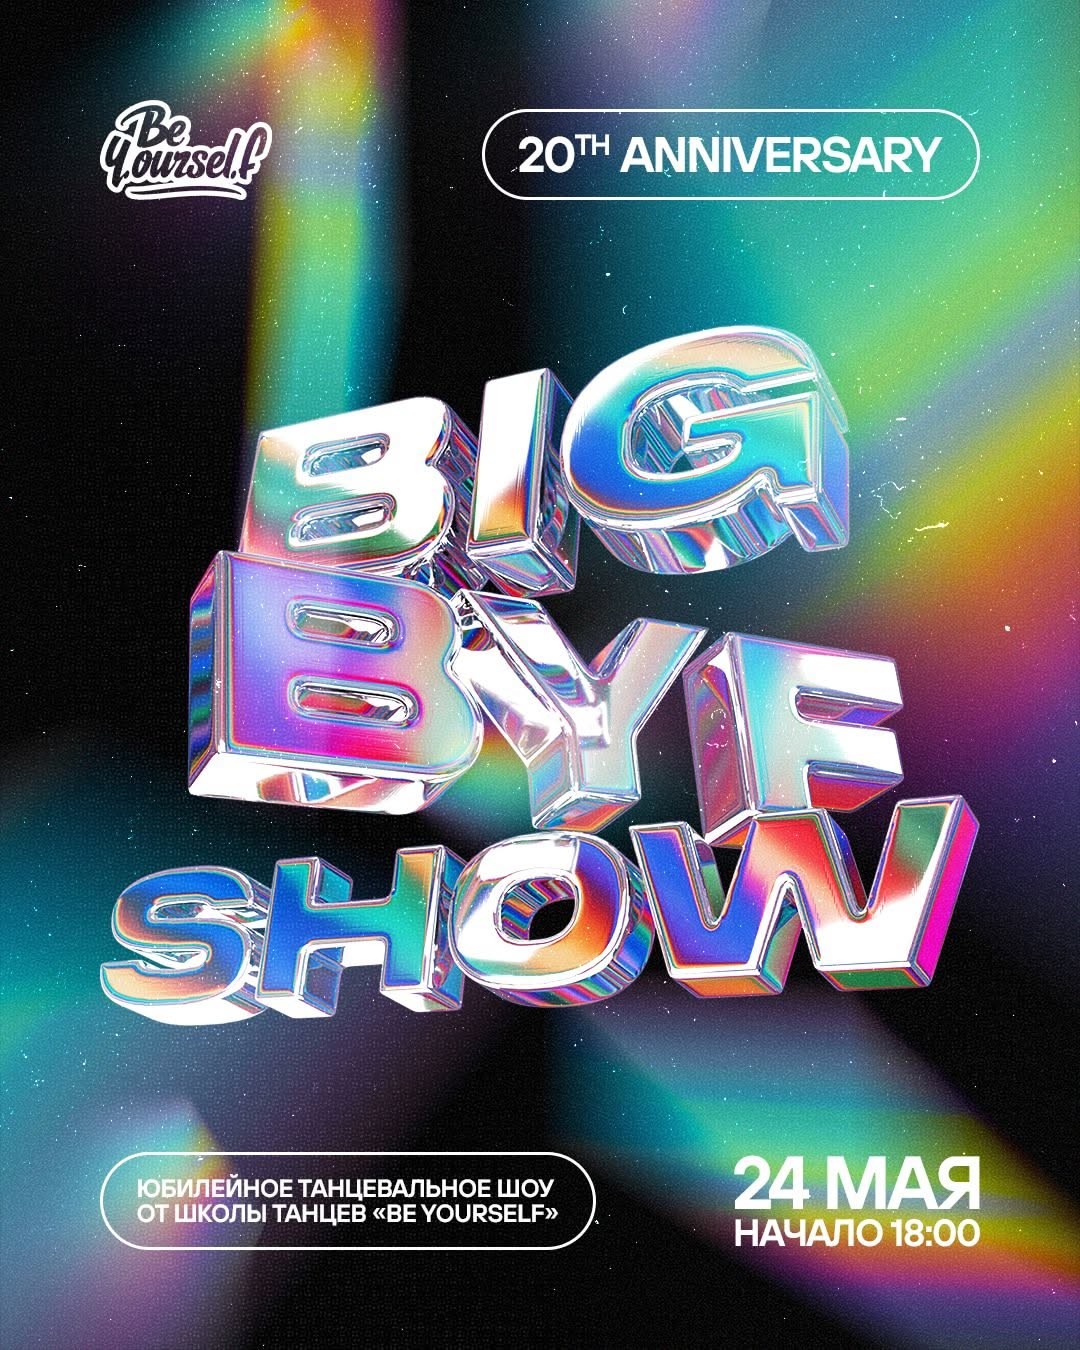 Be
Yourself
20TH ANNIVERSARY
BIG
BYF
SHOW
ЮБИЛЕЙНОЕ ТАНЦЕВАЛЬНОЕ ШОУ
ОТ ШКОЛЫ ТАНЦЕВ «BE YOURSELF»
24 МАЯ
НАЧАЛО 18:00